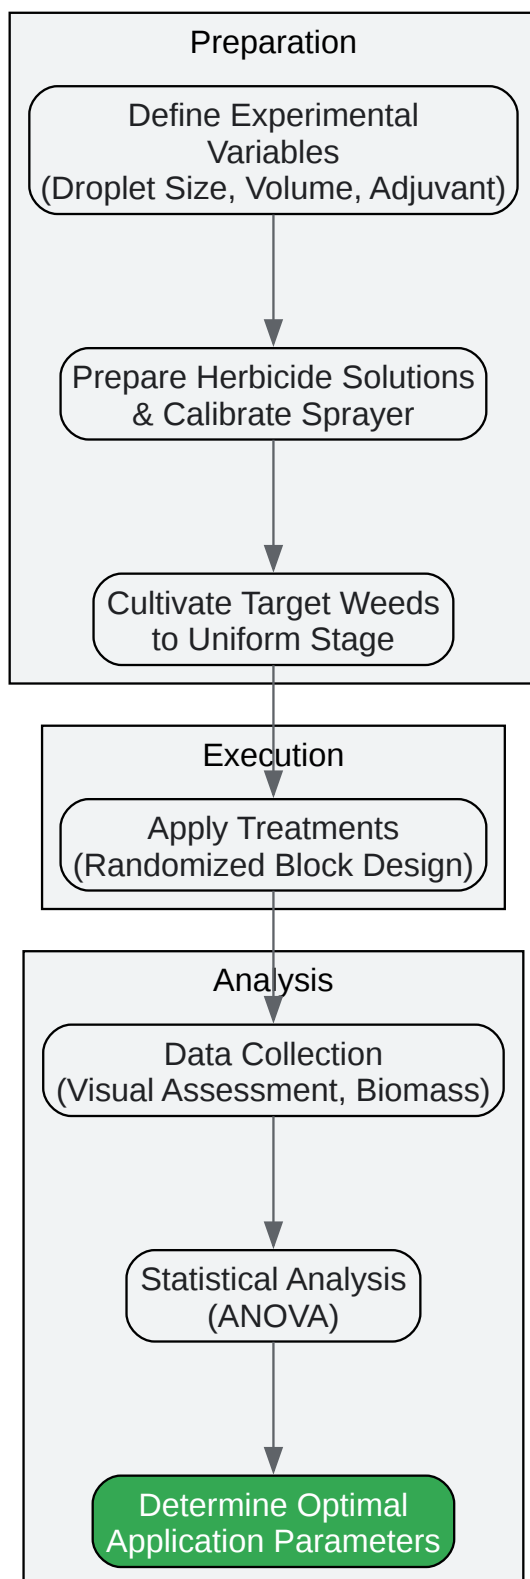 Preparation
Define Experimental
Variables
(Droplet Size, Volume, Adjuvant)
Prepare Herbicide Solutions
& Calibrate Sprayer
Cultivate Target Weeds
to Uniform Stage
Execution
Apply Treatments
(Randomized Block Design)
Analysis
Data Collection
(Visual Assessment, Biomass)
Statistical Analysis
(ANOVA)
Determine Optimal
Application Parameters